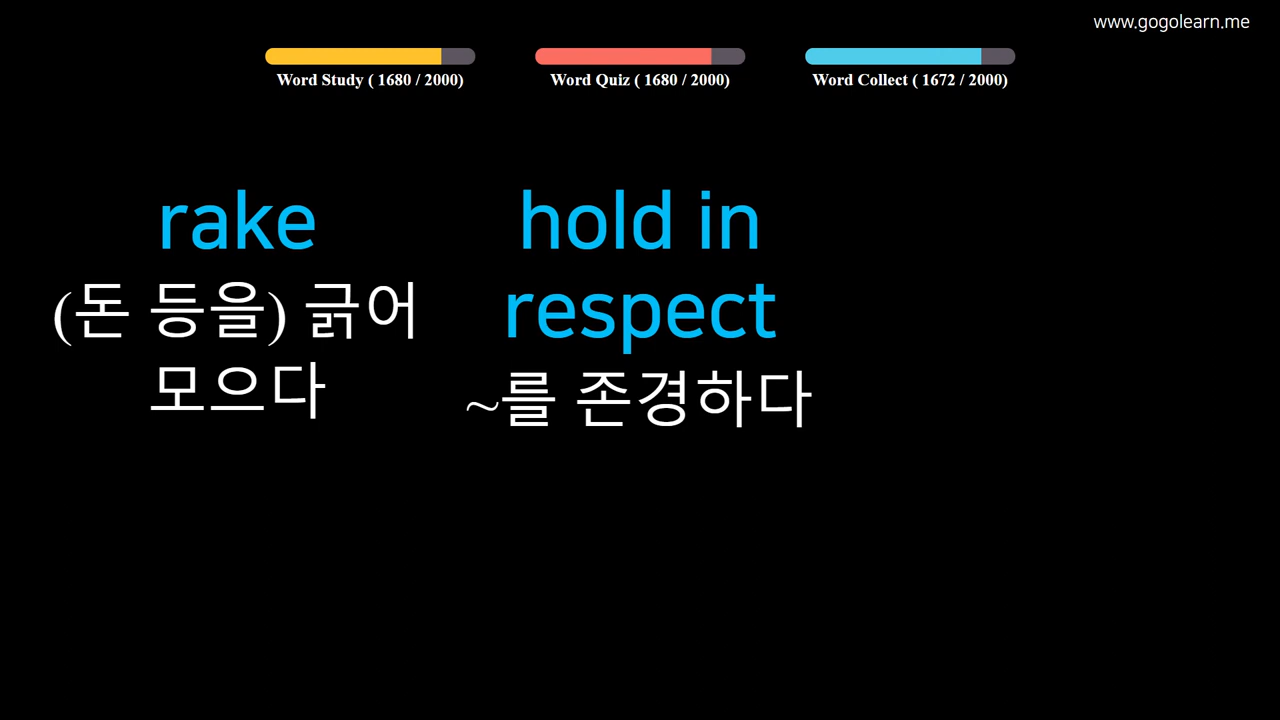 www.gogolearn.me
Word Study ( 1680 / 2000)
Word Quiz ( 1680 / 2000)
Word Collect ( 1672 / 2000)
rake
(돈 등을) 긁어
모으다
hold in
respect
~를 존경하다